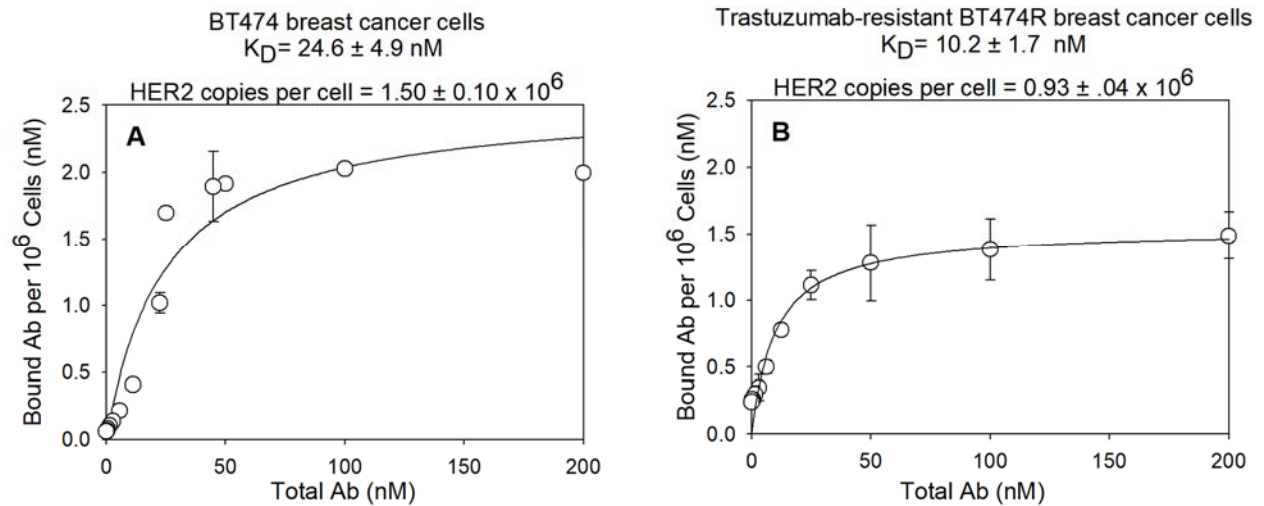 BT474 breast cancer cells
KD= 24.6 ± 4.9 nM
HER2 copies per cell = 1.50 ± 0.10 x 10^6
A
Bound Ab per 10^6 Cells (nM)
2.5
2.0
1.5
1.0
0.5
0.0
0 50 100 150 200
Total Ab (nM)
Trastuzumab-resistant BT474R breast cancer cells
KD= 10.2 ± 1.7 nM
HER2 copies per cell = 0.93 ± .04 x 10^6
B
Bound Ab per 10^6 Cells (nM)
2.5
2.0
1.5
1.0
0.5
0.0
0 50 100 150 200
Total Ab (nM)